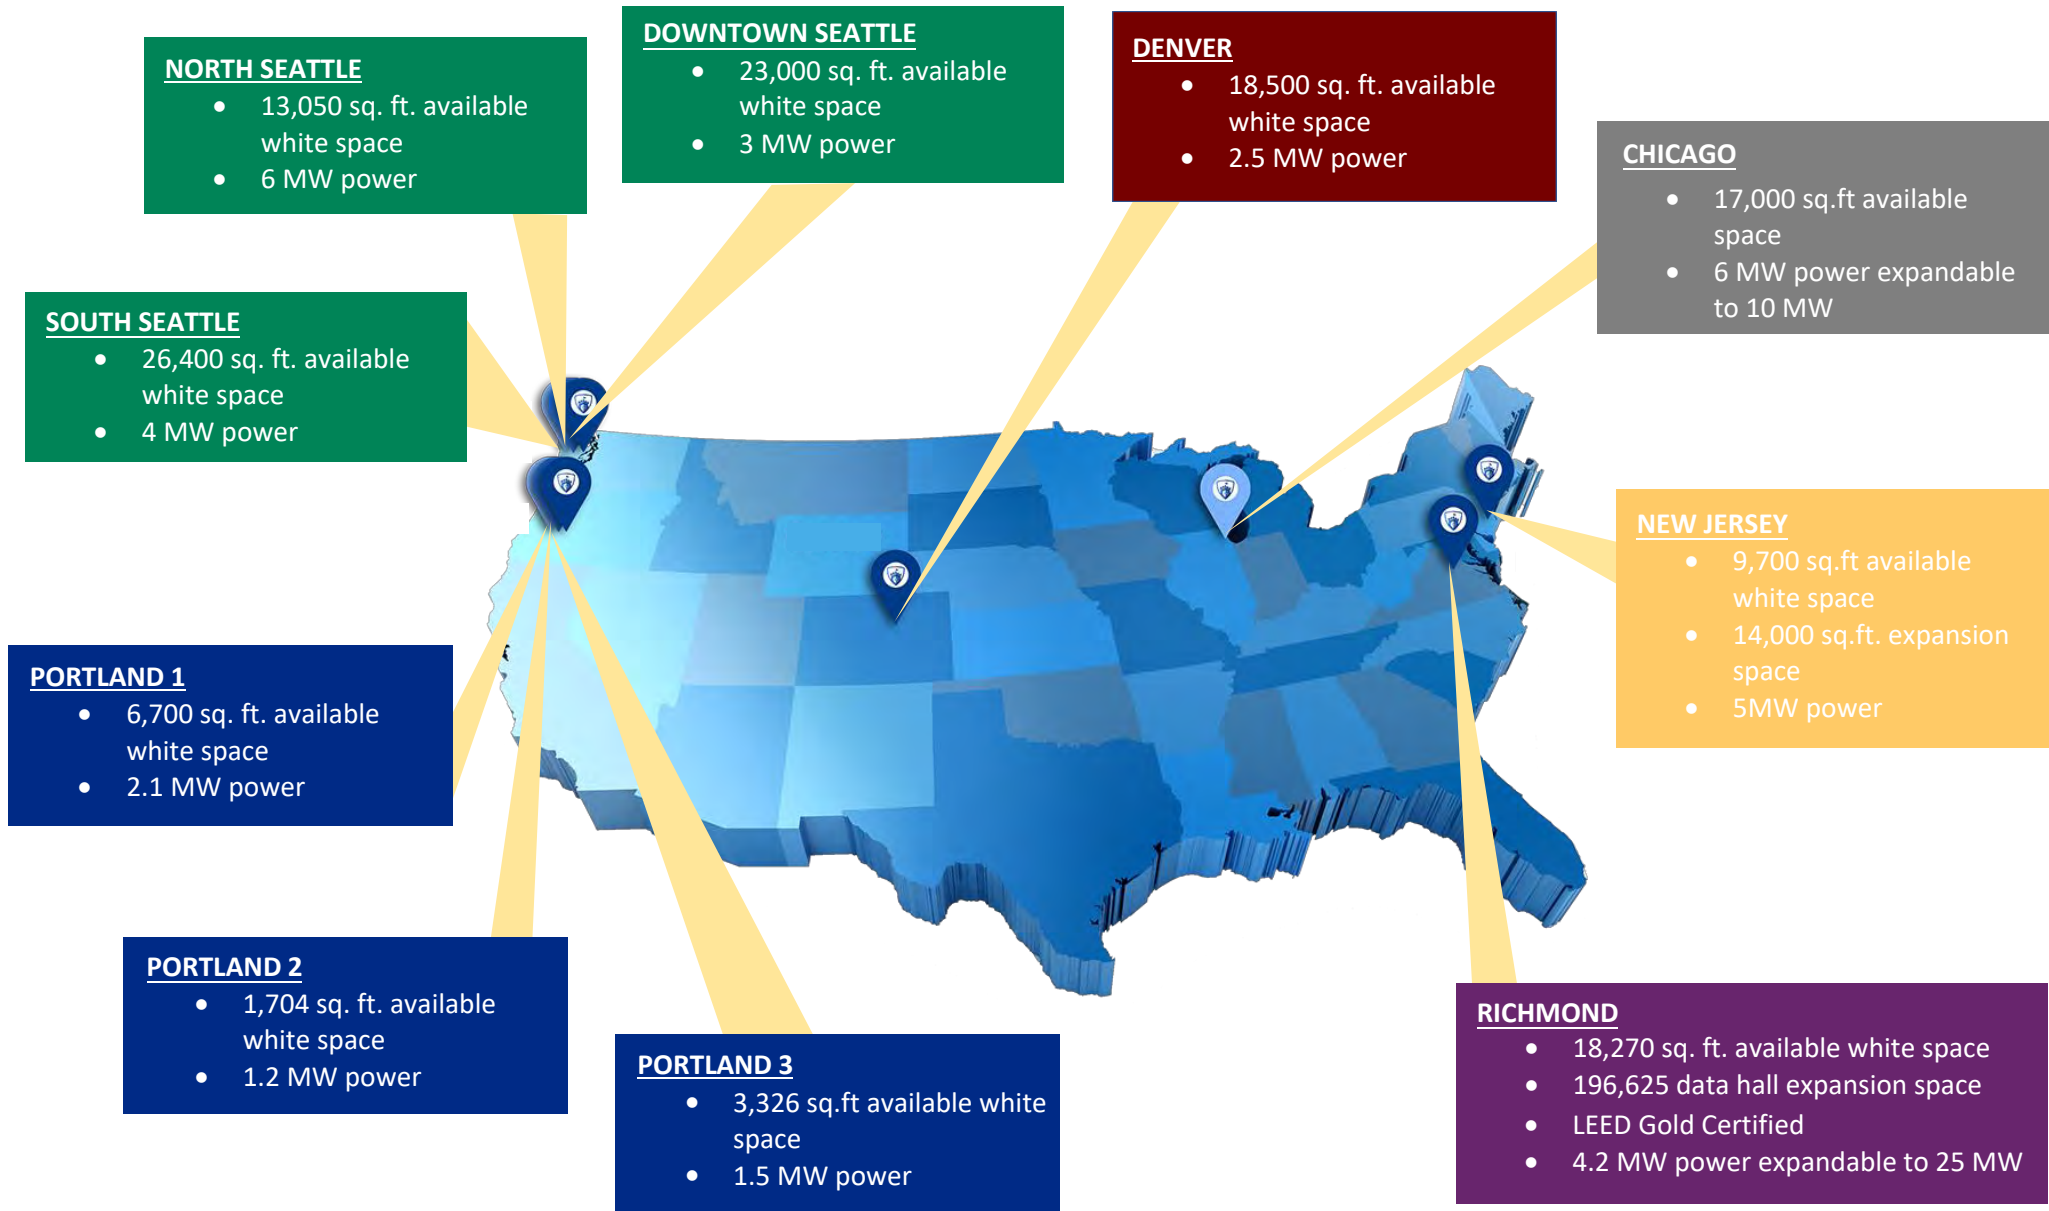 NORTH SEATTLE
• 13,050 sq. ft. available
white space
• 6 MW power
DOWNTOWN SEATTLE
• 23,000 sq. ft. available
white space
• 3 MW power
DENVER
• 18,500 sq. ft. available
white space
• 2.5 MW power
CHICAGO
• 17,000 sq.ft available
space
• 6 MW power expandable
to 10 MW
SOUTH SEATTLE
• 26,400 sq. ft. available
white space
• 4 MW power
NEW JERSEY
• 9,700 sq.ft available
white space
• 14,000 sq.ft. expansion
space
• 5MW power
PORTLAND 1
• 6,700 sq. ft. available
white space
• 2.1 MW power
PORTLAND 2
• 1,704 sq. ft. available
white space
• 1.2 MW power
PORTLAND 3
• 3,326 sq.ft available white
space
• 1.5 MW power
RICHMOND
• 18,270 sq. ft. available white space
• 196,625 data hall expansion space
• LEED Gold Certified
• 4.2 MW power expandable to 25 MW